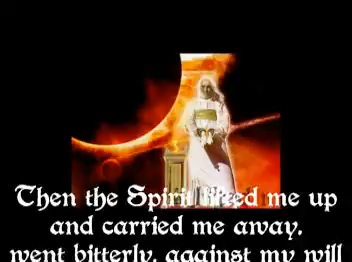 Then the Spirit lifted me up
and carried me away.
went bitterly, against my will